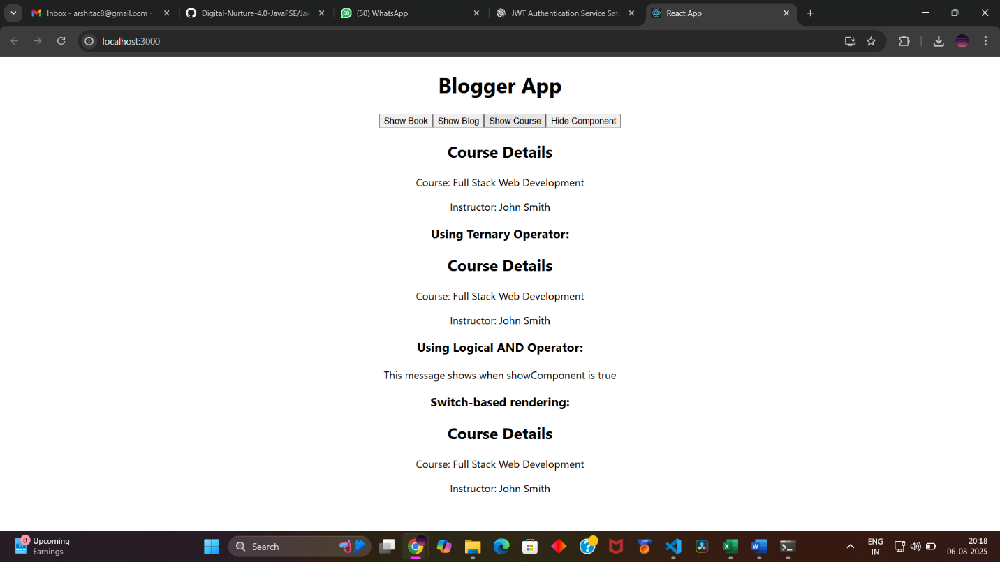 Inbox - arshitac8@gmail.com -
Digital-Nurture-4.0-JavaFSE/Jav
50
(50) WhatsApp
JWT Authentication Service Set
React App
localhost:3000
Blogger App
Show Book Show Blog Show Course Hide Component
Course Details
Course: Full Stack Web Development
Instructor: John Smith
Using Ternary Operator:
Course Details
Course: Full Stack Web Development
Instructor: John Smith
Using Logical AND Operator:
This message shows when showComponent is true
Switch-based rendering:
Course Details
Course: Full Stack Web Development
Instructor: John Smith
8
Upcoming
Earnings
Search
ENG
IN
20:18
06-08-2025